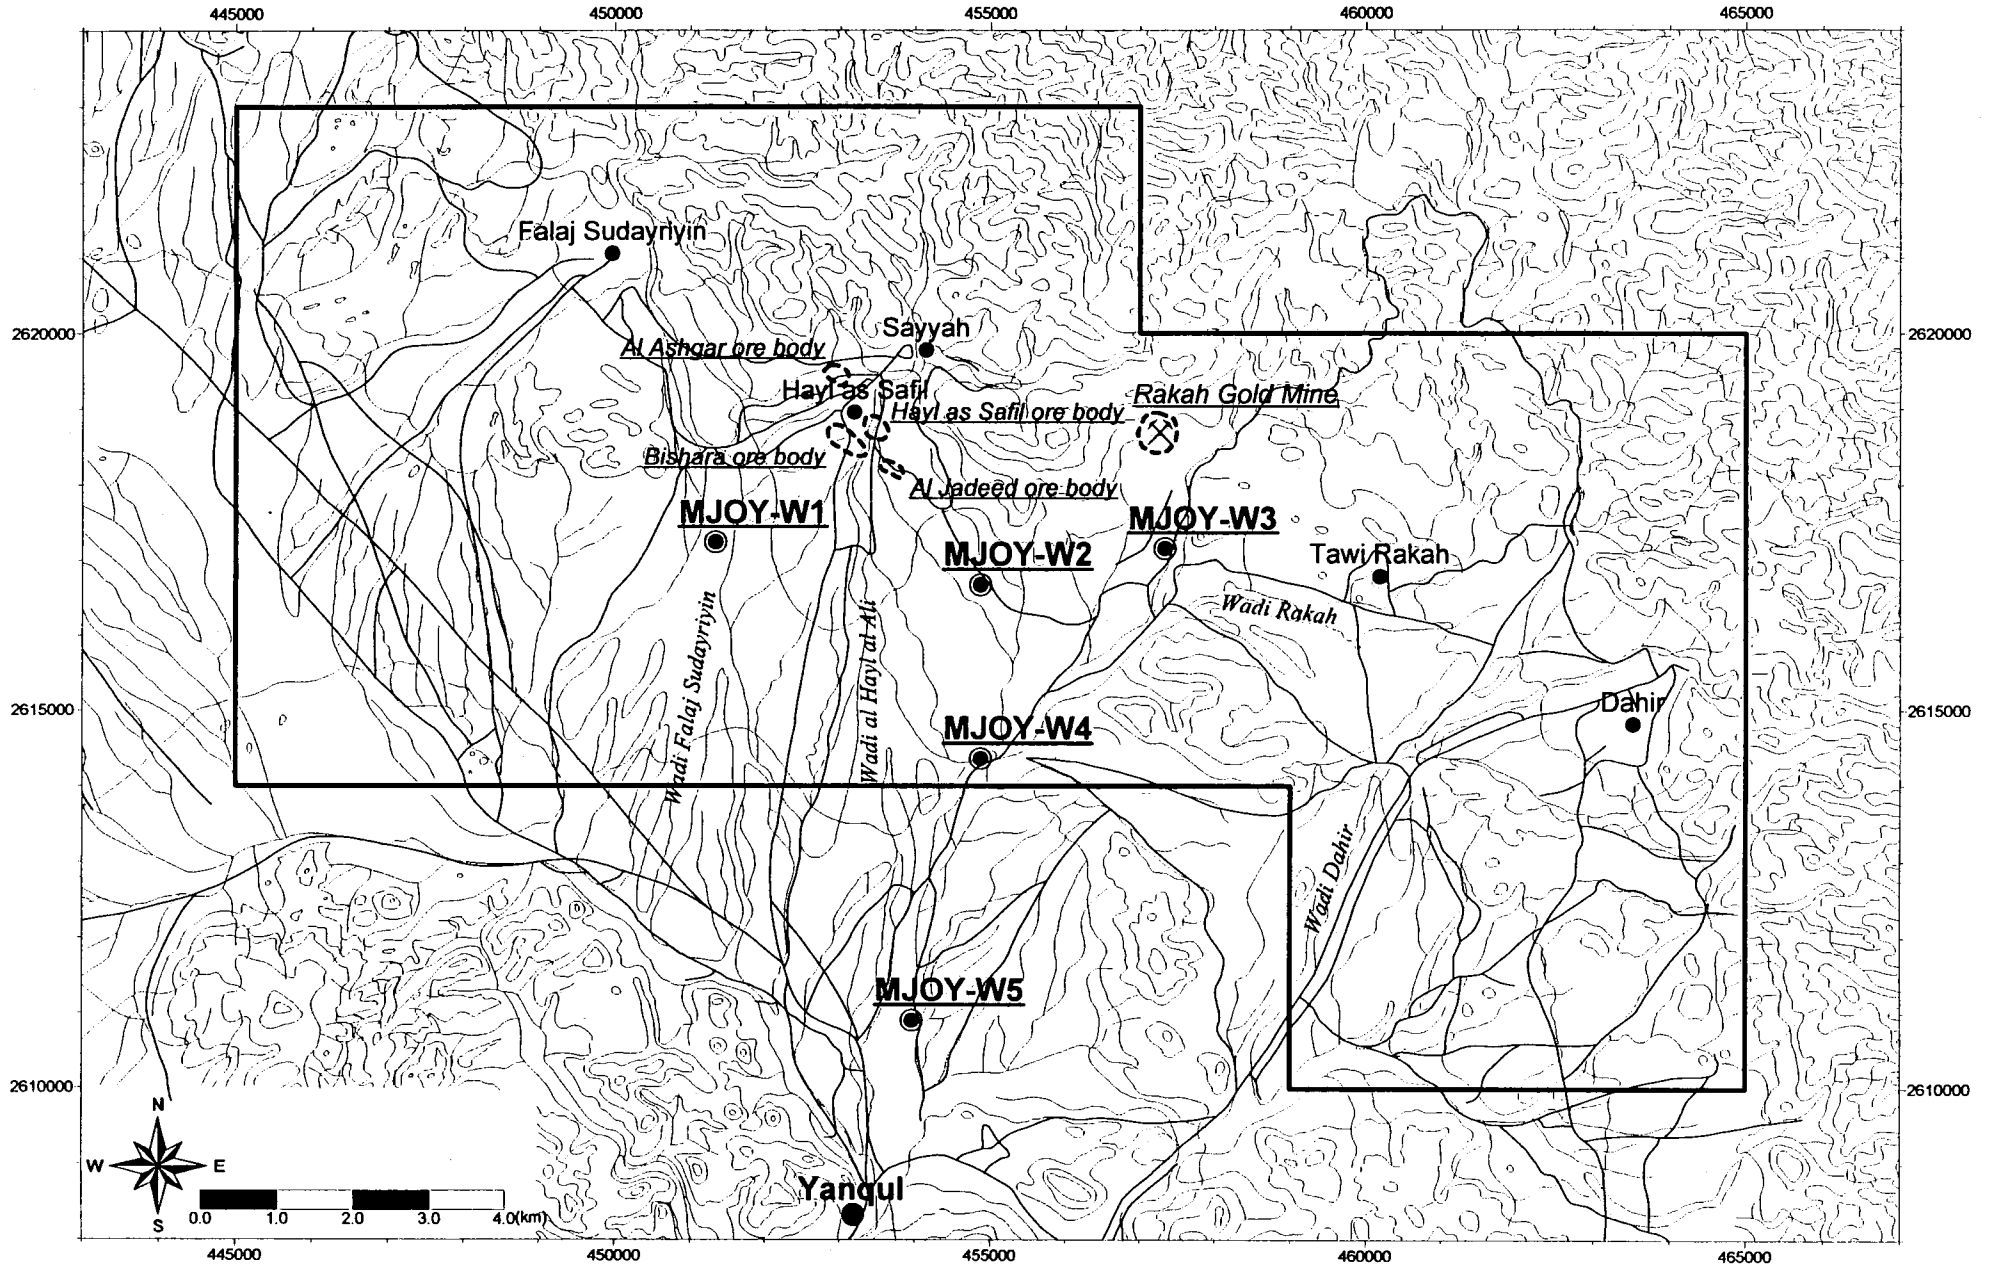 445000
450000
455000
460000
465000
Falaj Sudayriyin
Sayyah
2620000
2620000
Al Ashgar ore body
Hayl as Safil
Rakah Gold Mine
Hayl as Safil ore body
Bishara ore body
Al Jadeed ore body
MJOY-W1
MJOY-W3
MJOY-W2
Tawi Rakah
Wadi Rakah
Wadi Falaj Sudayriyin
Wadi al Hayl al Ali
2615000
2615000
Dahir
MJOY-W4
Wadi Dahir
MJOY-W5
2610000
2610000
N
W
E
S
0.0
1.0
2.0
3.0
4.0(km)
Yanqul
445000
450000
455000
460000
465000